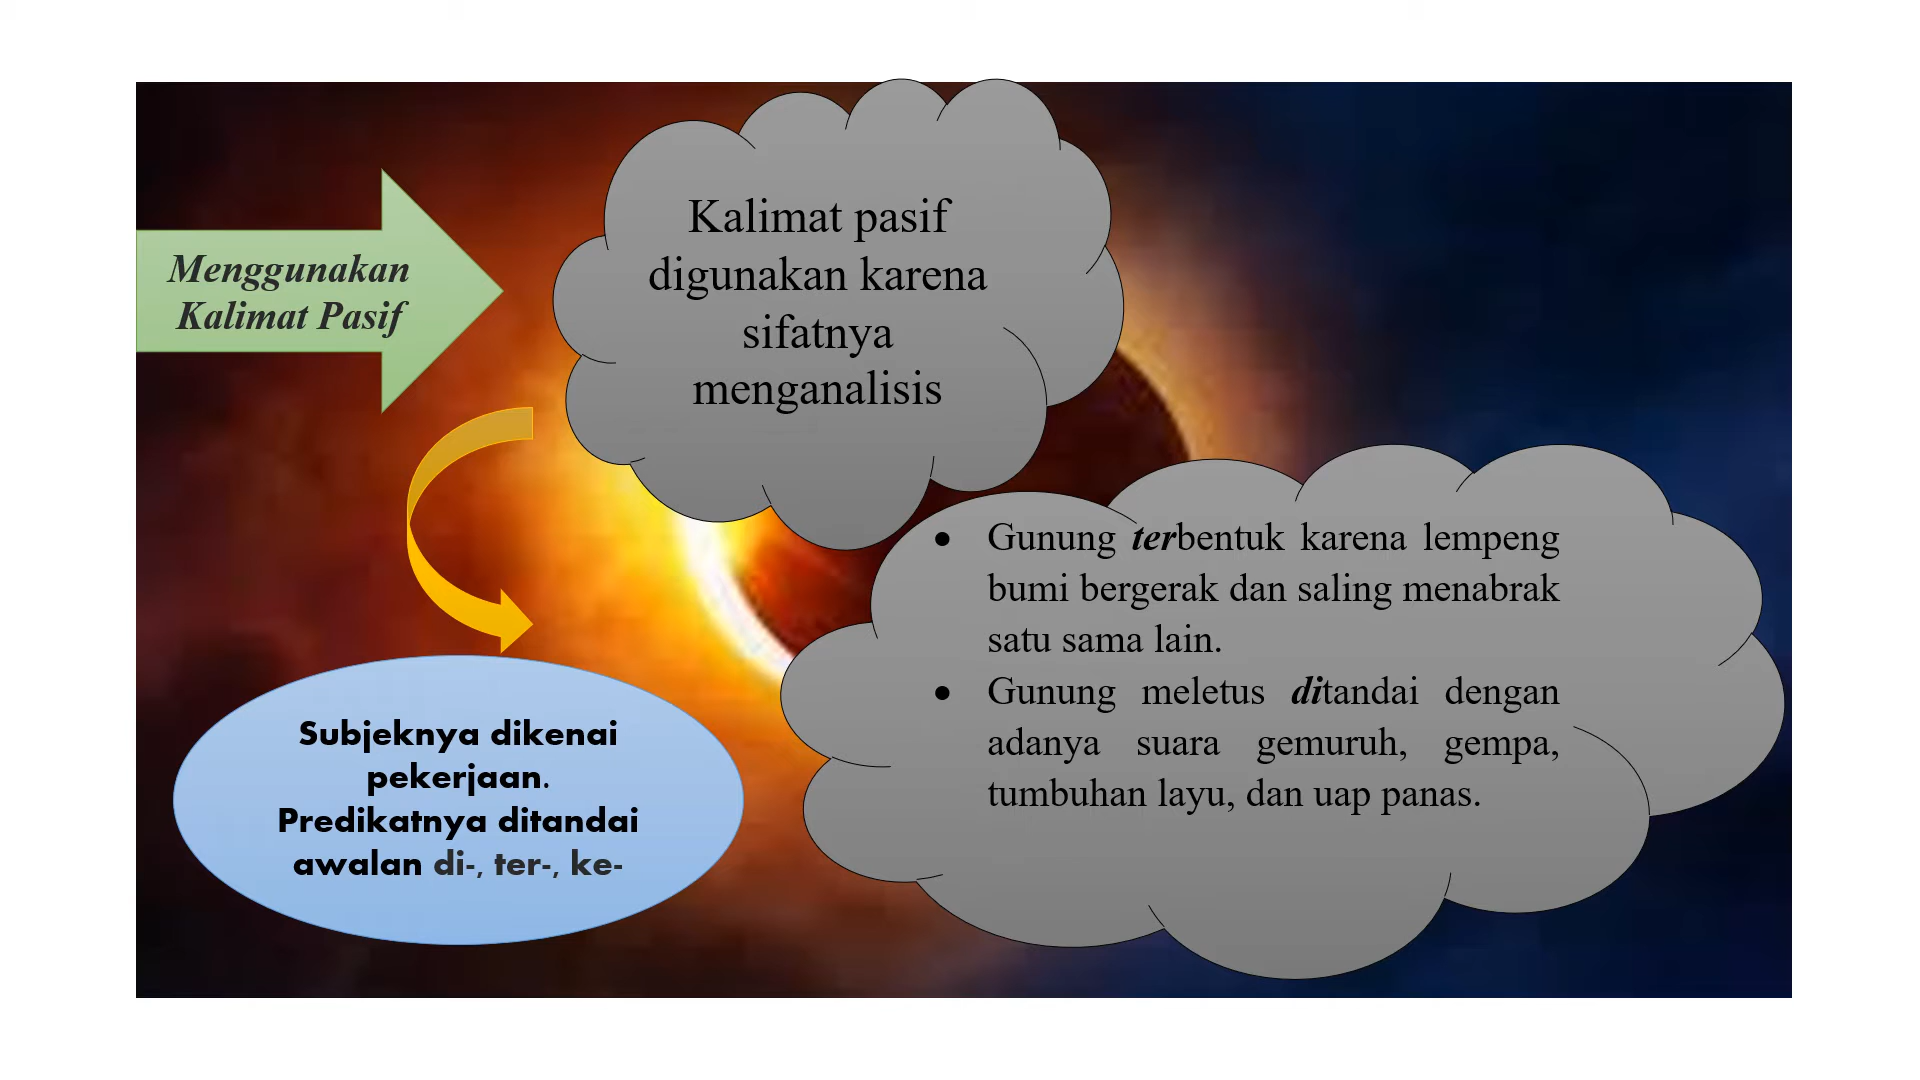 Menggunakan
Kalimat Pasif
Kalimat pasif
digunakan karena
sifatnya
menganalisis
Subjeknya dikenai
pekerjaan.
Predikatnya ditandai
awalan di-, ter-, ke-
• Gunung terbentuk karena lempeng
bumi bergerak dan saling menabrak
satu sama lain.
• Gunung meletus ditandai dengan
adanya suara gemuruh, gempa,
tumbuhan layu, dan uap panas.